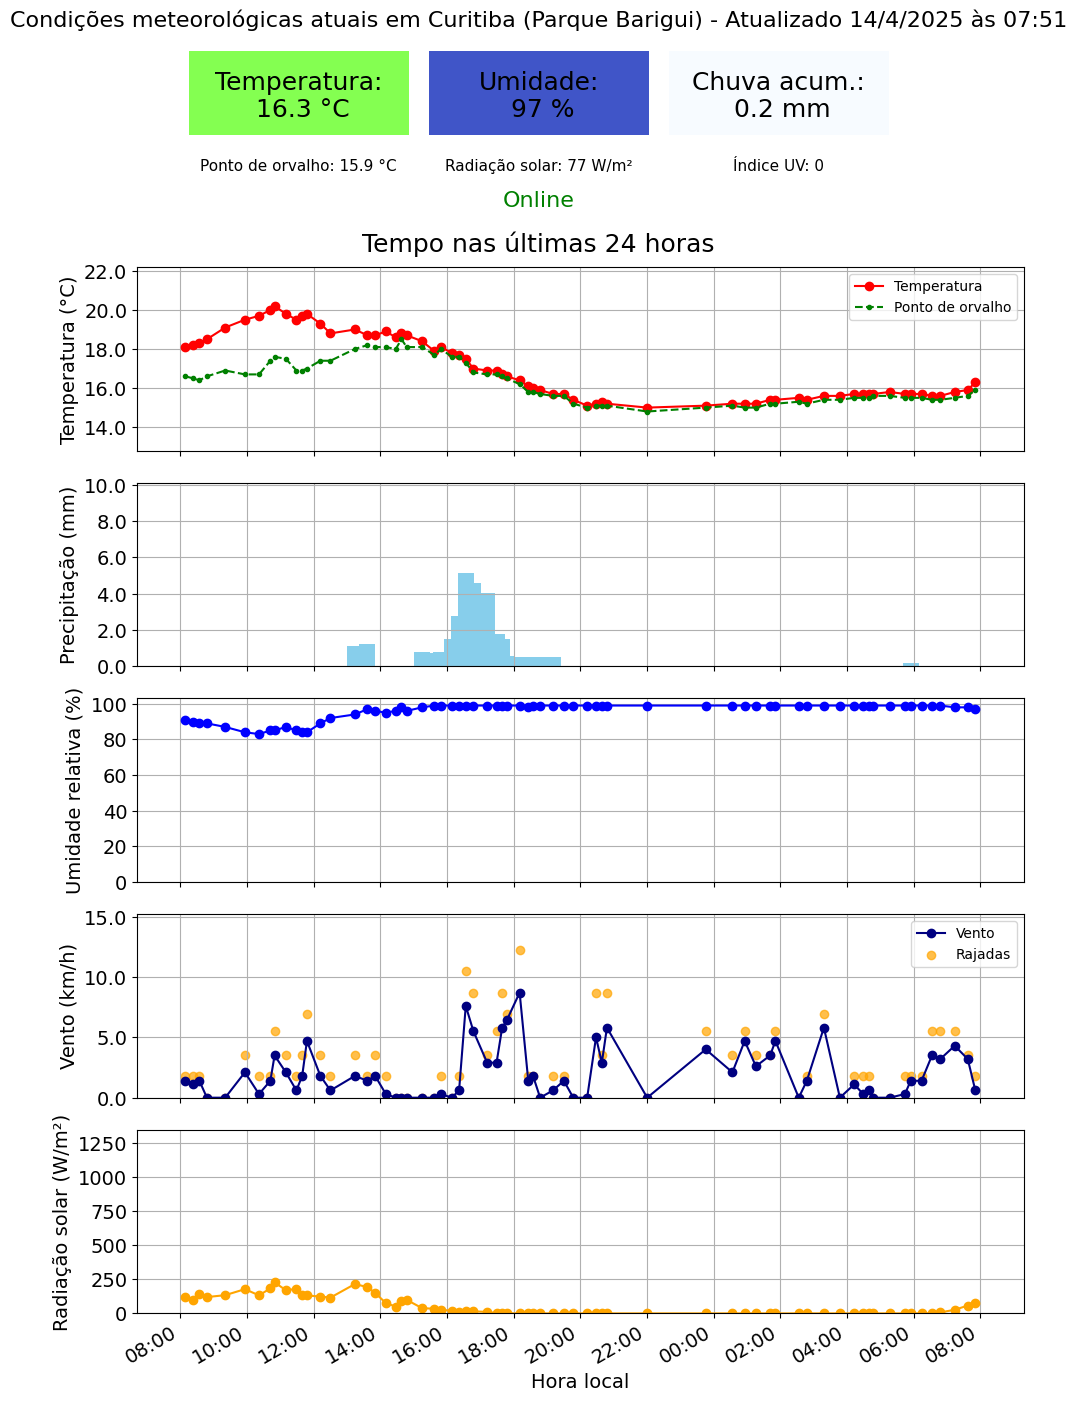 Condições meteorológicas atuais em Curitiba (Parque Barigui) - Atualizado 14/4/2025 às 07:51
Temperatura:
16.3 °C
Umidade:
97 %
Chuva acum.:
0.2 mm
Ponto de orvalho: 15.9 °C
Radiação solar: 77 W/m²
Índice UV: 0
Online
Tempo nas últimas 24 horas
Temperatura (°C)
22.0
20.0
18.0
16.0
14.0
Temperatura
Ponto de orvalho
Precipitação (mm)
10.0
8.0
6.0
4.0
2.0
0.0
Umidade relativa (%)
100
80
60
40
20
0
Vento (km/h)
15.0
10.0
5.0
0.0
Vento
Rajadas
Radiação solar (W/m²)
1250
1000
750
500
250
0
08:00 10:00 12:00 14:00 16:00 18:00 20:00 22:00 00:00 02:00 04:00 06:00 08:00
Hora local